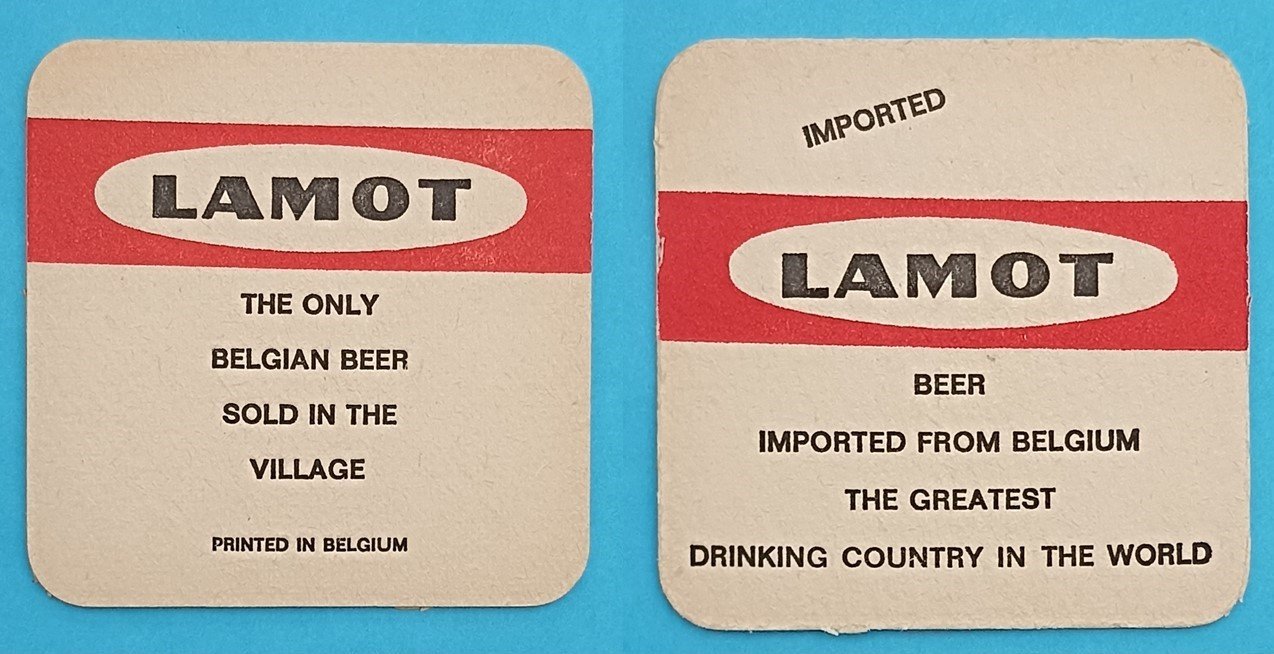 LAMOT
THE ONLY
BELGIAN BEER
SOLD IN THE
VILLAGE
PRINTED IN BELGIUM
IMPORTED
LAMOT
BEER
IMPORTED FROM BELGIUM
THE GREATEST
DRINKING COUNTRY IN THE WORLD